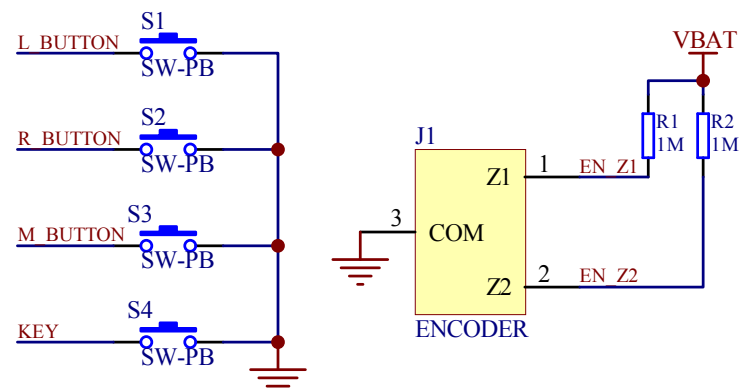 S1
L_BUTTON
SW-PB
S2
R_BUTTON
SW-PB
S3
M_BUTTON
SW-PB
S4
KEY
SW-PB
VBAT
R1
1M
R2
1M
J1
Z1
1
EN_Z1
3
COM
Z2
2
EN_Z2
ENCODER